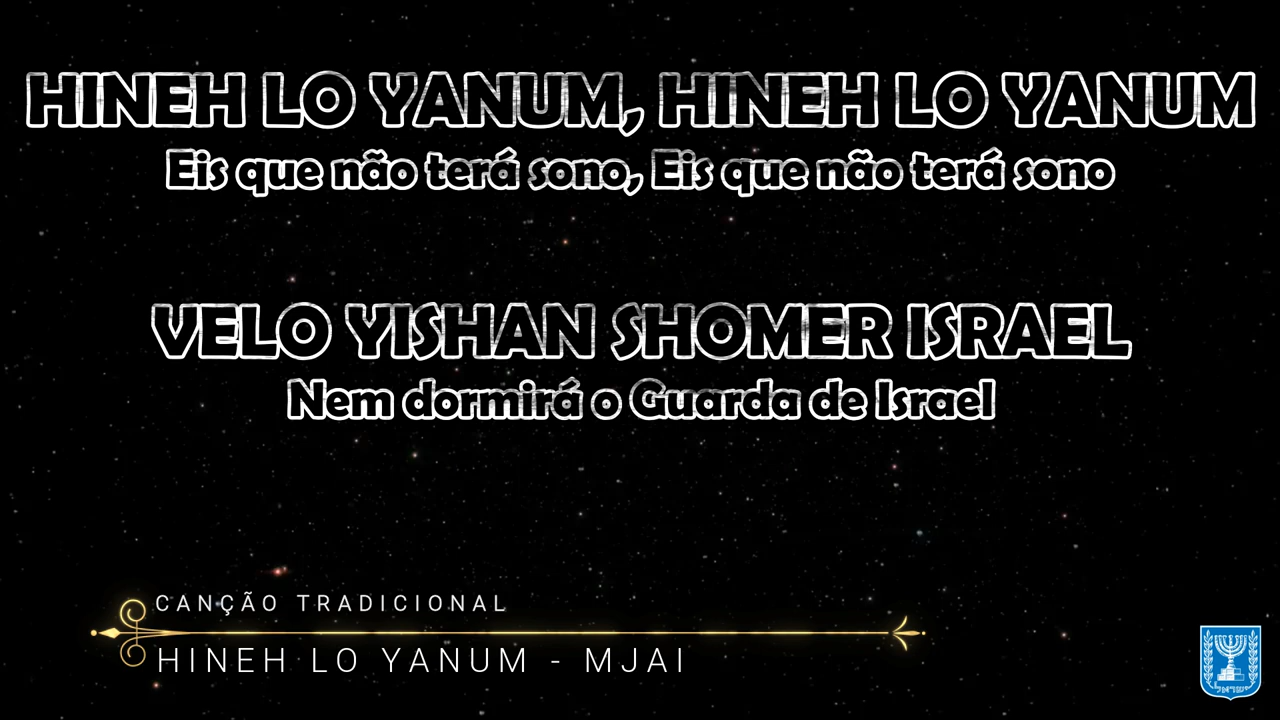 HINEH LO YANUM, HINEH LO YANUM
Eis que não terá sono, Eis que não terá sono
VELO YISHAN SHOMER ISRAEL
Nem dormirá o Guarda de Israel
CANÇÃO TRADICIONAL
HINEH LO YANUM - MJAI
ישראל